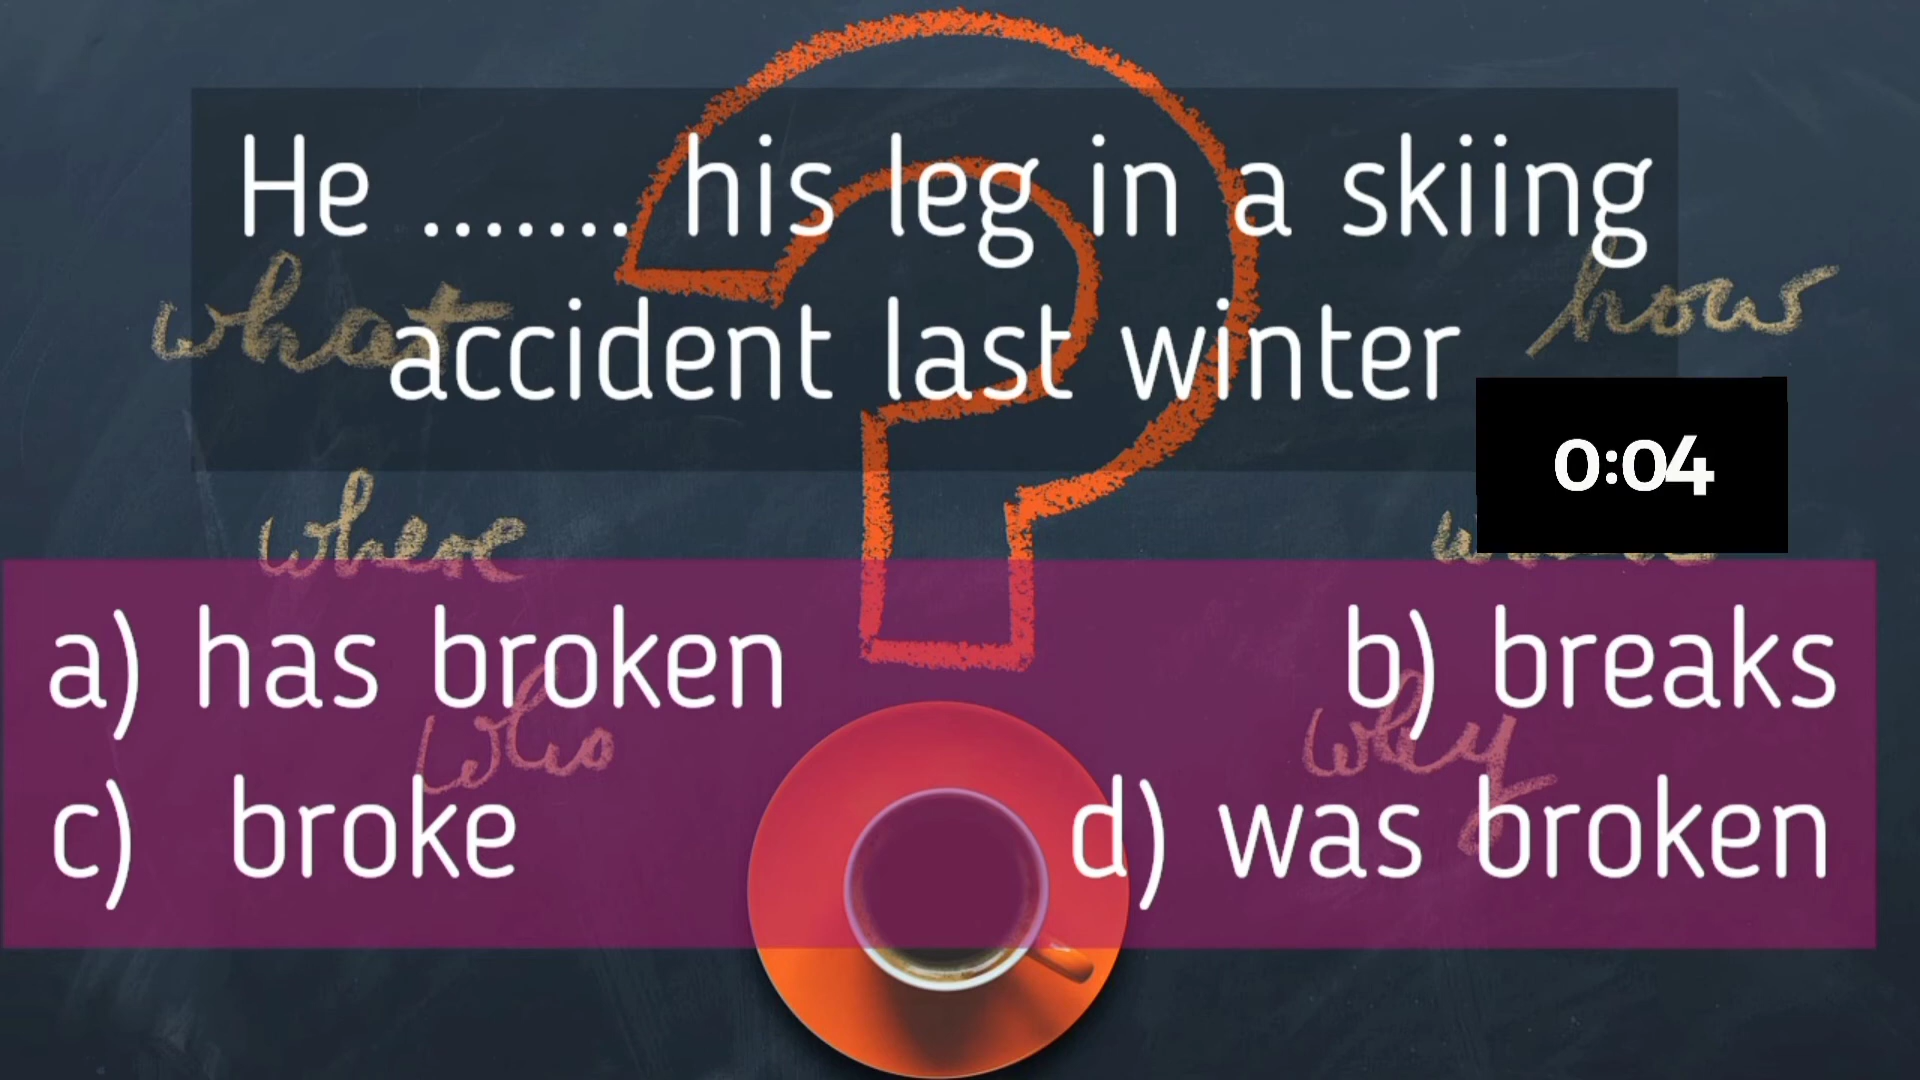 He ....... his leg in a skiing
accident last winter
what
how
0:04
where
a) has broken
b) breaks
who
why
c) broke
d) was broken